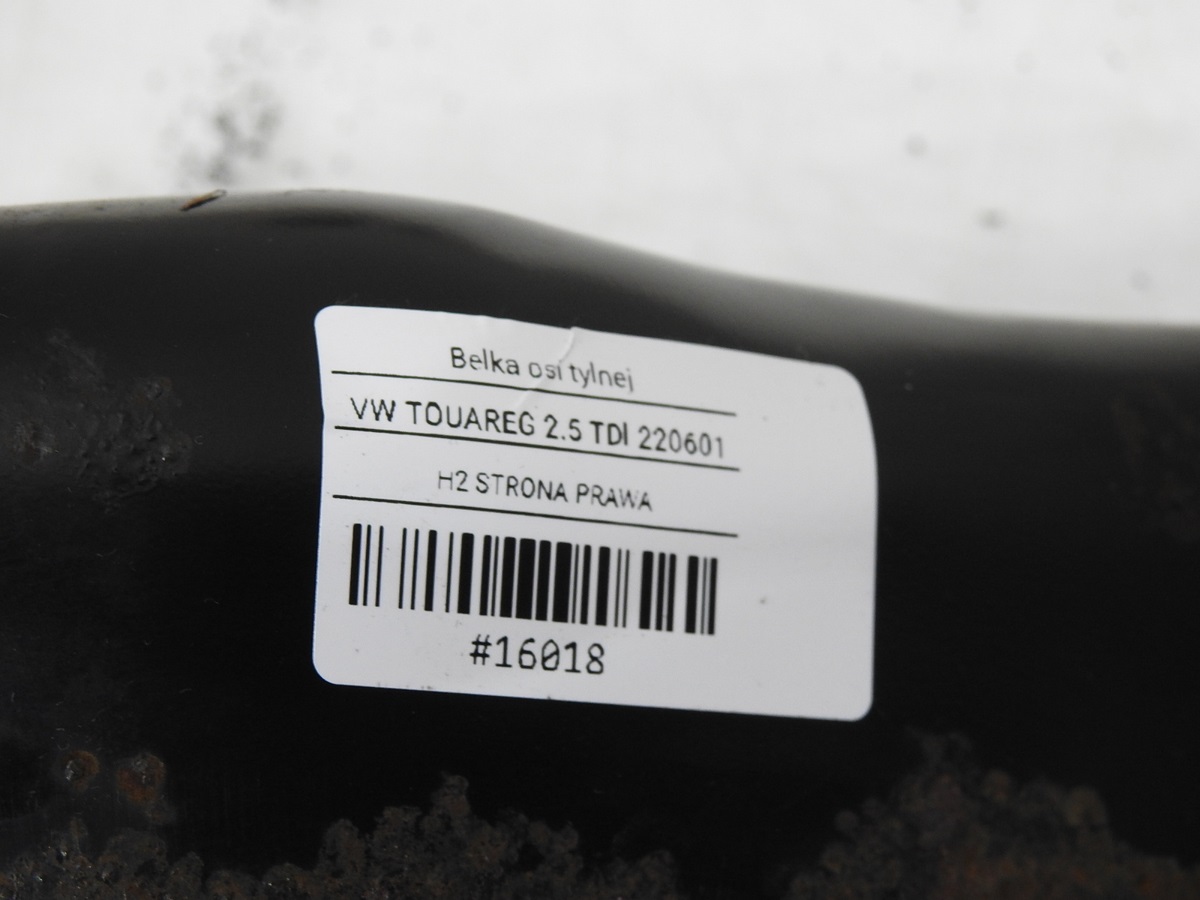 Belka osi tylnej
VW TOUAREG 2.5 TDI 220601
H2 STRONA PRAWA
#16018